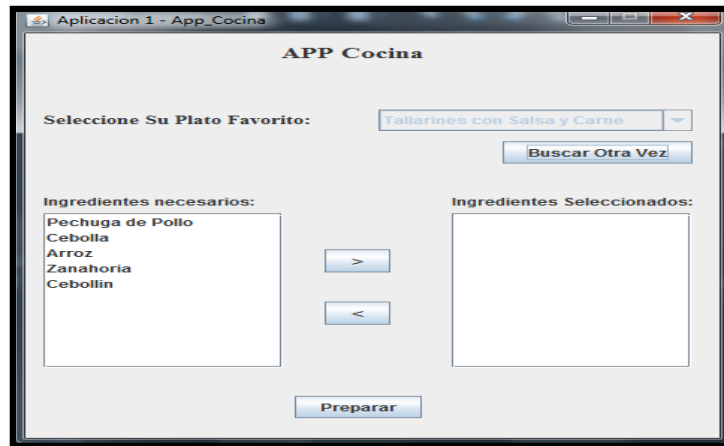 Aplicacion 1 - App_Cocina
APP Cocina
Seleccione Su Plato Favorito:
Tallarines con Salsa y Carne
Buscar Otra Vez
Ingredientes necesarios:
Ingredientes Seleccionados:
Pechuga de Pollo
Cebolla
Arroz
Zanahoria
Cebollin
>
<
Preparar